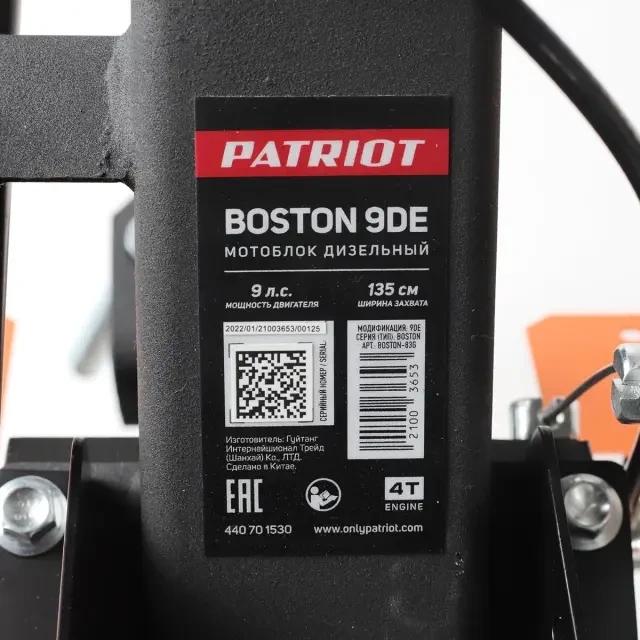 PATRIOT
BOSTON 9DE
МОТОБЛОК ДИЗЕЛЬНЫЙ
9 л.с.
МОЩНОСТЬ ДВИГАТЕЛЯ
135 см
ШИРИНА ЗАХВАТА
2022/01/21003653/00125
СЕРИЙНЫЙ НОМЕР / SERIAL
МОДИФИКАЦИЯ: 9DE
СЕРИЯ (ТИП): BOSTON
АРТ.: BOSTON-83G
2100 3653
Изготовитель: Гуйтанг
Интернейшионал Трейд
(Шанхай) Ко., ЛТД.
Сделано в Китае.
EAC
4T
ENGINE
440 70 1530
www.onlypatriot.com